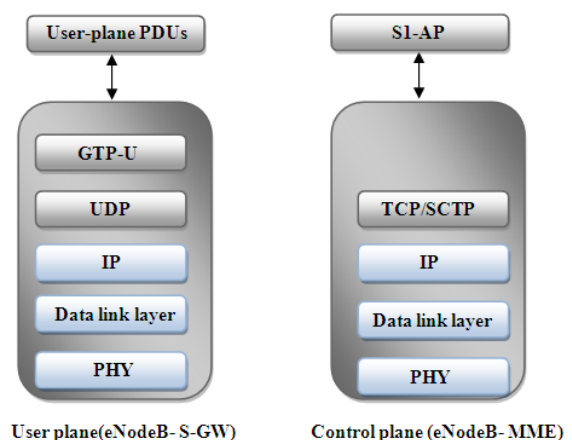 User-plane PDUs
GTP-U
UDP
IP
Data link layer
PHY
User plane(eNodeB- S-GW)
S1-AP
TCP/SCTP
IP
Data link layer
PHY
Control plane (eNodeB- MME)